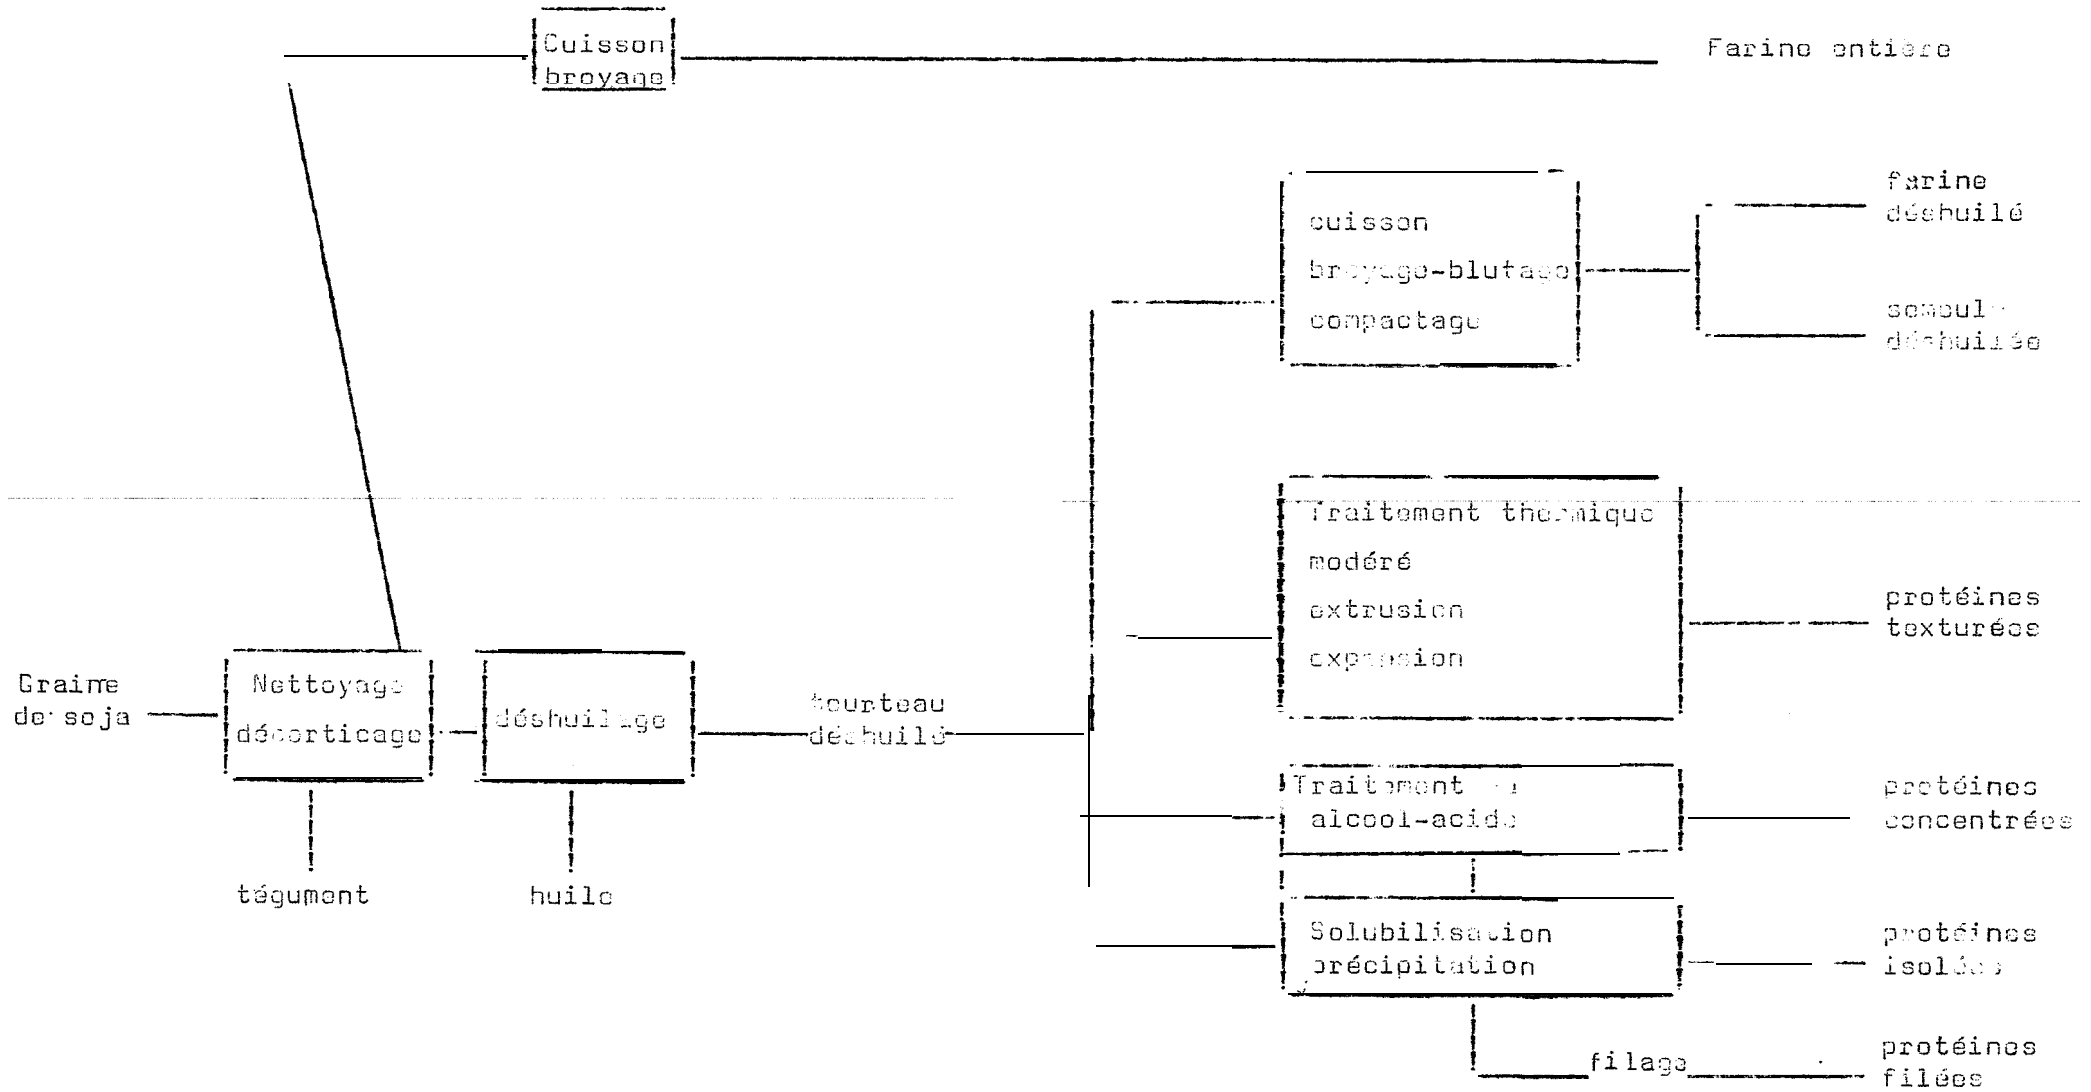 Cuisson
broyage
Farine entière
farine
déshuilé
cuisson
broyage-blutage
compactage
déshuilée
Traitement thermique
modéré
extrusion
expansion
protéines
texturées
Graine
de soja
Nettoyage
décorticage
déshuilage
tourteau
déshuilé
Traitement
alcool-acide
protéines
concentrées
tégument
huile
Solubilisation
précipitation
protéines
isolées
filage
protéines
filées